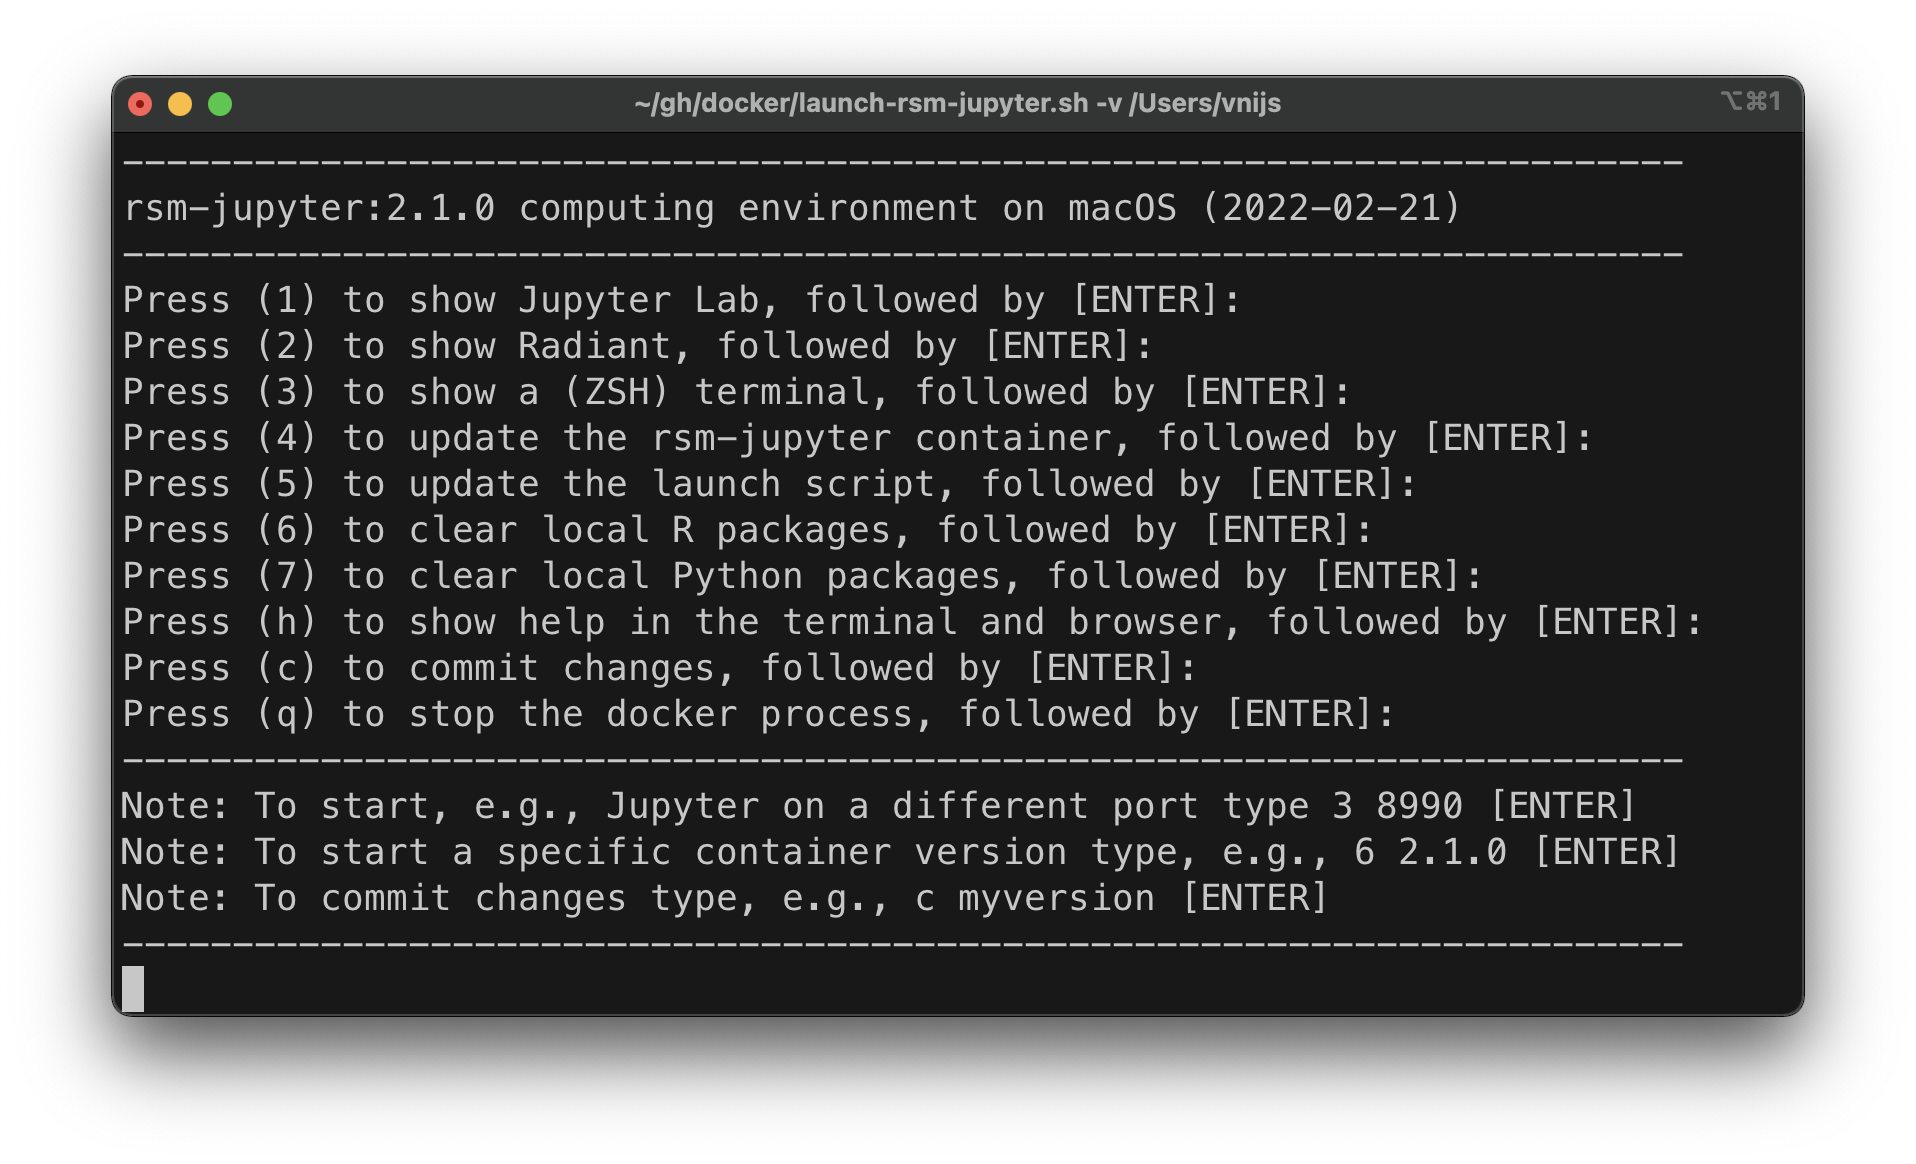 ~/gh/docker/launch-rsm-jupyter.sh -v /Users/vnijs ⌥⌘1
-----------------------------------------------------------------------
rsm-jupyter:2.1.0 computing environment on macOS (2022-02-21)
-----------------------------------------------------------------------
Press (1) to show Jupyter Lab, followed by [ENTER]:
Press (2) to show Radiant, followed by [ENTER]:
Press (3) to show a (ZSH) terminal, followed by [ENTER]:
Press (4) to update the rsm-jupyter container, followed by [ENTER]:
Press (5) to update the launch script, followed by [ENTER]:
Press (6) to clear local R packages, followed by [ENTER]:
Press (7) to clear local Python packages, followed by [ENTER]:
Press (h) to show help in the terminal and browser, followed by [ENTER]:
Press (c) to commit changes, followed by [ENTER]:
Press (q) to stop the docker process, followed by [ENTER]:
-----------------------------------------------------------------------
Note: To start, e.g., Jupyter on a different port type 3 8990 [ENTER]
Note: To start a specific container version type, e.g., 6 2.1.0 [ENTER]
Note: To commit changes type, e.g., c myversion [ENTER]
-----------------------------------------------------------------------